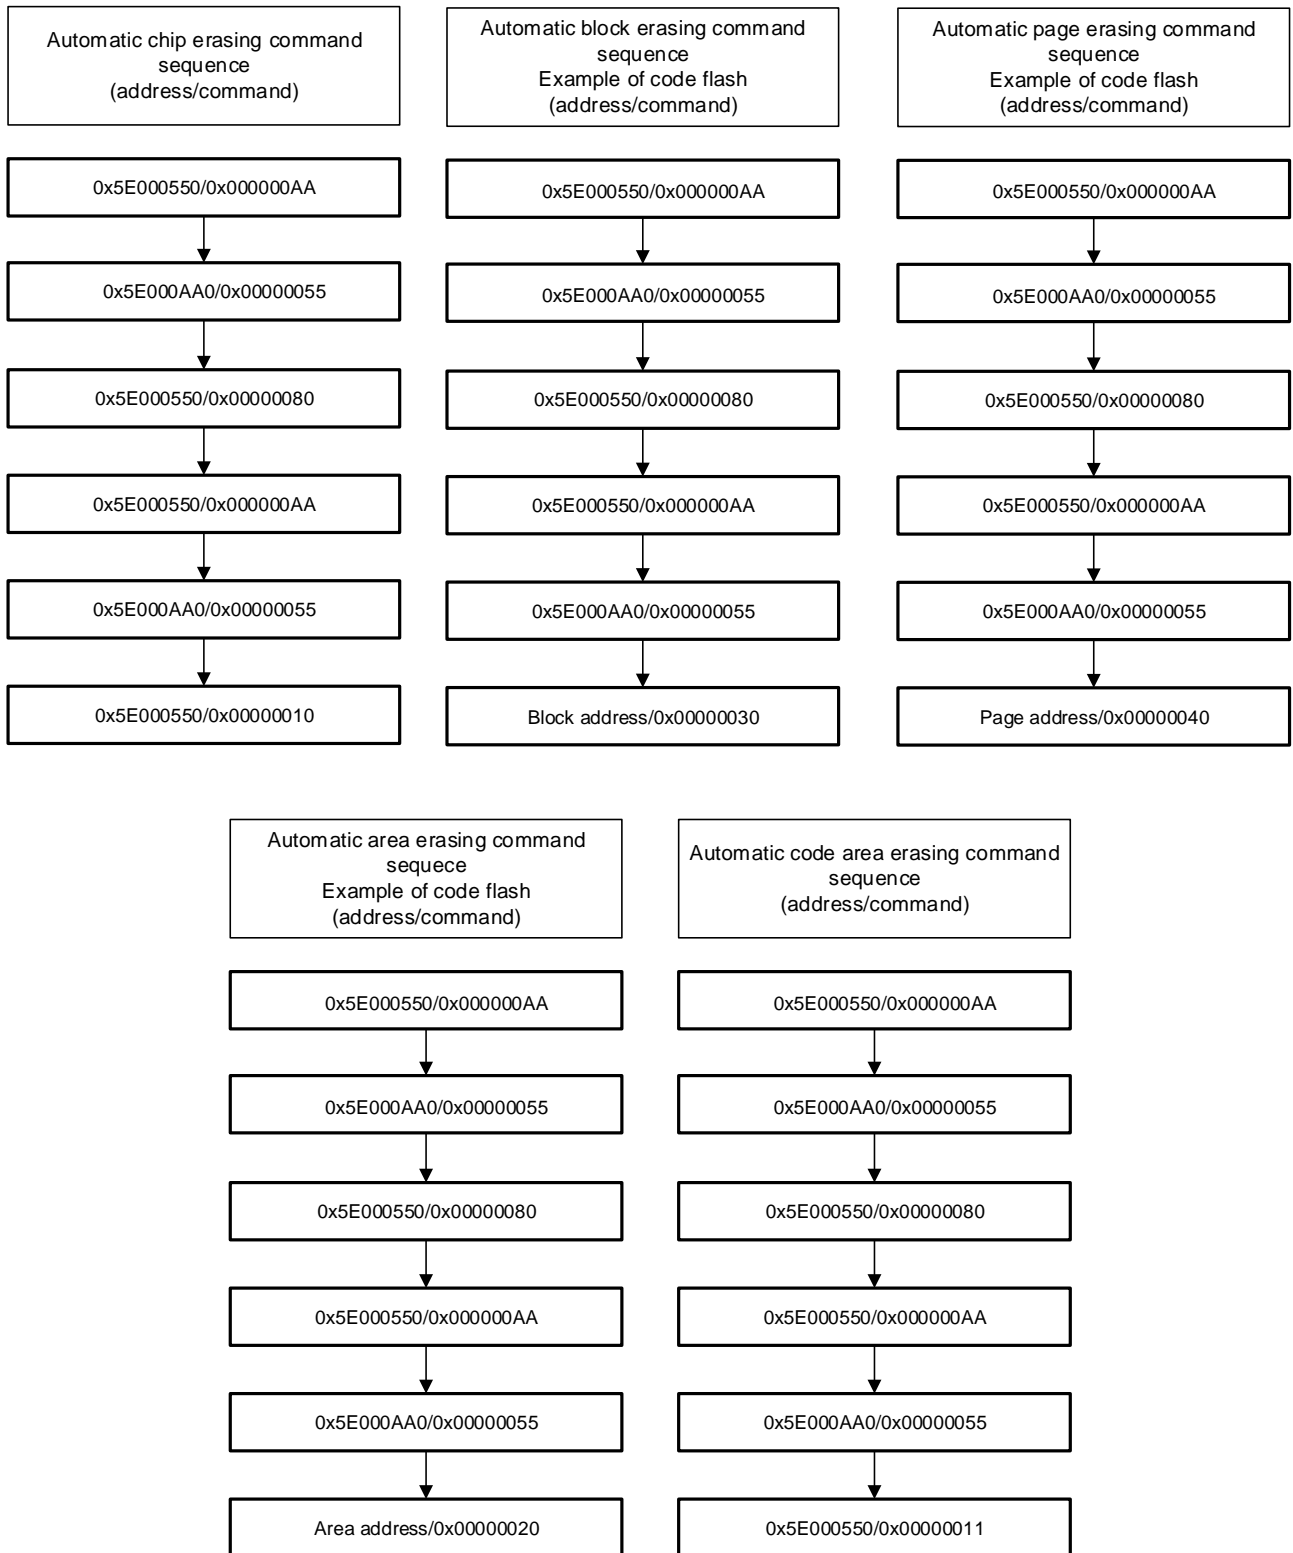 Automatic chip erasing command
sequence
(address/command)
0x5E000550/0x000000AA
0x5E000AA0/0x00000055
0x5E000550/0x00000080
0x5E000550/0x000000AA
0x5E000AA0/0x00000055
0x5E000550/0x00000010
Automatic block erasing command
sequence
Example of code flash
(address/command)
0x5E000550/0x000000AA
0x5E000AA0/0x00000055
0x5E000550/0x00000080
0x5E000550/0x000000AA
0x5E000AA0/0x00000055
Block address/0x00000030
Automatic page erasing command
sequence
Example of code flash
(address/command)
0x5E000550/0x000000AA
0x5E000AA0/0x00000055
0x5E000550/0x00000080
0x5E000550/0x000000AA
0x5E000AA0/0x00000055
Page address/0x00000040
Automatic area erasing command
sequece
Example of code flash
(address/command)
0x5E000550/0x000000AA
0x5E000AA0/0x00000055
0x5E000550/0x00000080
0x5E000550/0x000000AA
0x5E000AA0/0x00000055
Area address/0x00000020
Automatic code area erasing command
sequence
(address/command)
0x5E000550/0x000000AA
0x5E000AA0/0x00000055
0x5E000550/0x00000080
0x5E000550/0x000000AA
0x5E000AA0/0x00000055
0x5E000550/0x00000011